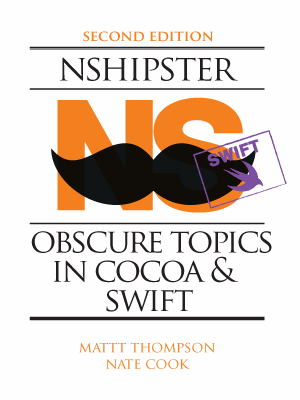 SECOND EDITION
NSHIPSTER
NS
SWIFT
OBSCURE TOPICS
IN COCOA &
SWIFT
MATTT THOMPSON
NATE COOK